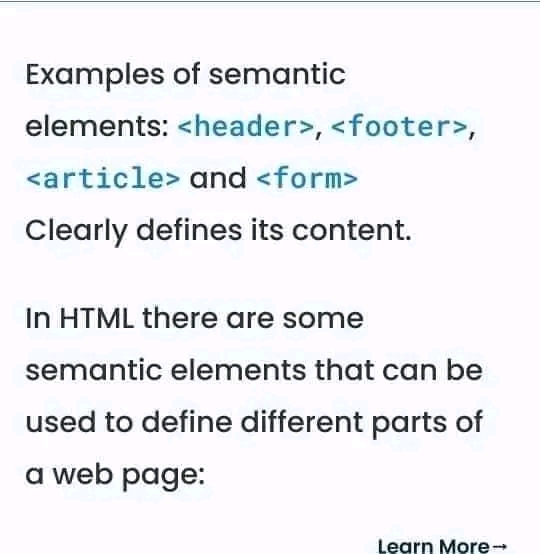 Examples of semantic
elements: <header>, <footer>,
<article> and <form>
Clearly defines its content.
In HTML there are some
semantic elements that can be
used to define different parts of
a web page:
Learn More→